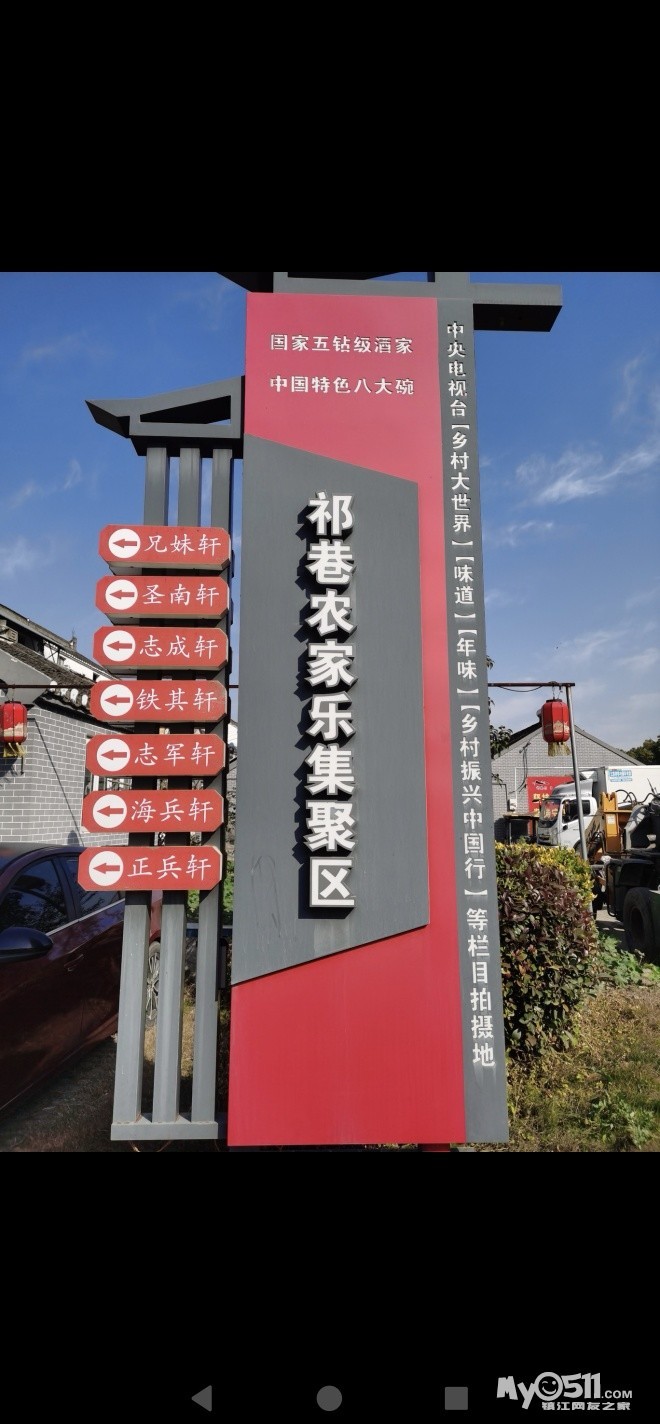 国家五钻级酒家
中国特色八大碗
祁巷农家乐集聚区
中央电视台【乡村大世界】【味道】【年味】【乡村振兴中国行】等栏目拍摄地
兄妹轩
圣南轩
志成轩
铁其轩
志军轩
海兵轩
正兵轩
My0511.COM
镇江网友之家